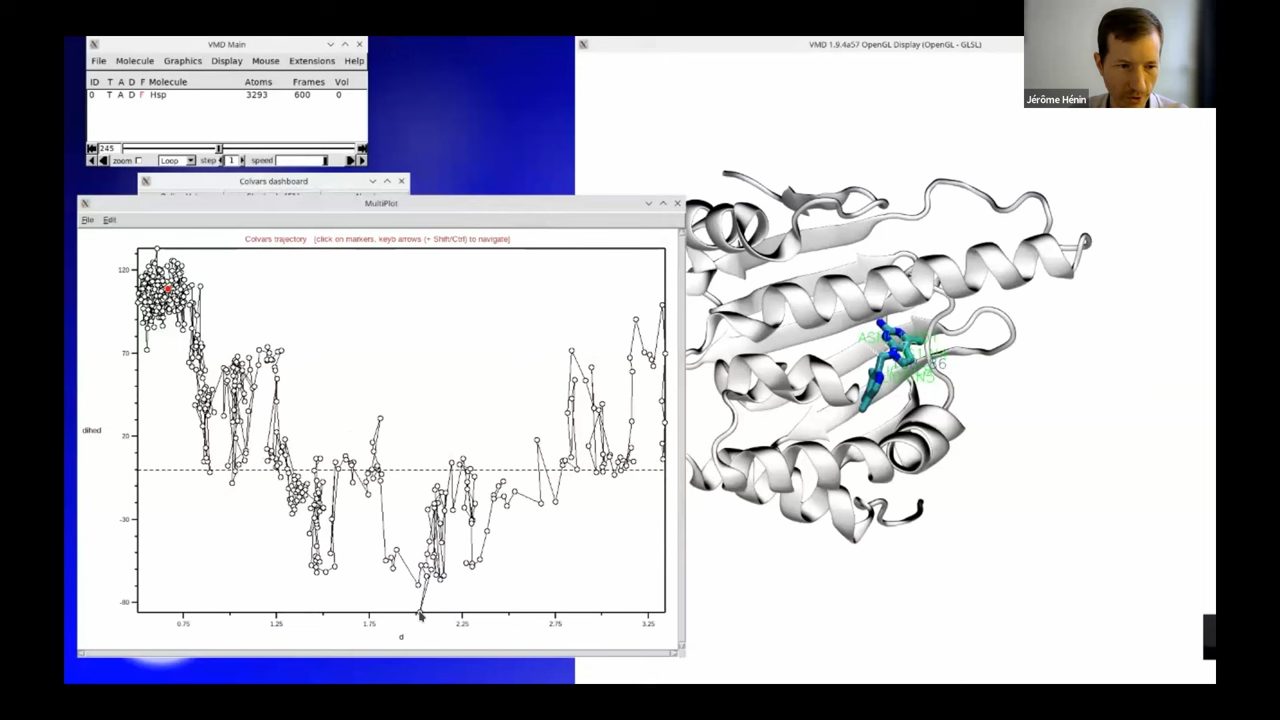 VMD Main
File Molecule Graphics Display Mouse Extensions Help
ID T A D F Molecule Atoms Frames Vol
0 T A D F Hsp 3293 600 0
245
zoom Loop step 1 speed
Colvars dashboard
MultiPlot
File Edit
Colvars trajectory [click on markers, keyb arrows (+ Shift/Ctrl) to navigate]
120
70
20
-30
-80
dihed
0.75 1.25 1.75 2.25 2.75 3.25
d
VMD 1.9.4a57 OpenGL Display (OpenGL - GLSL)
Jérôme Hénin